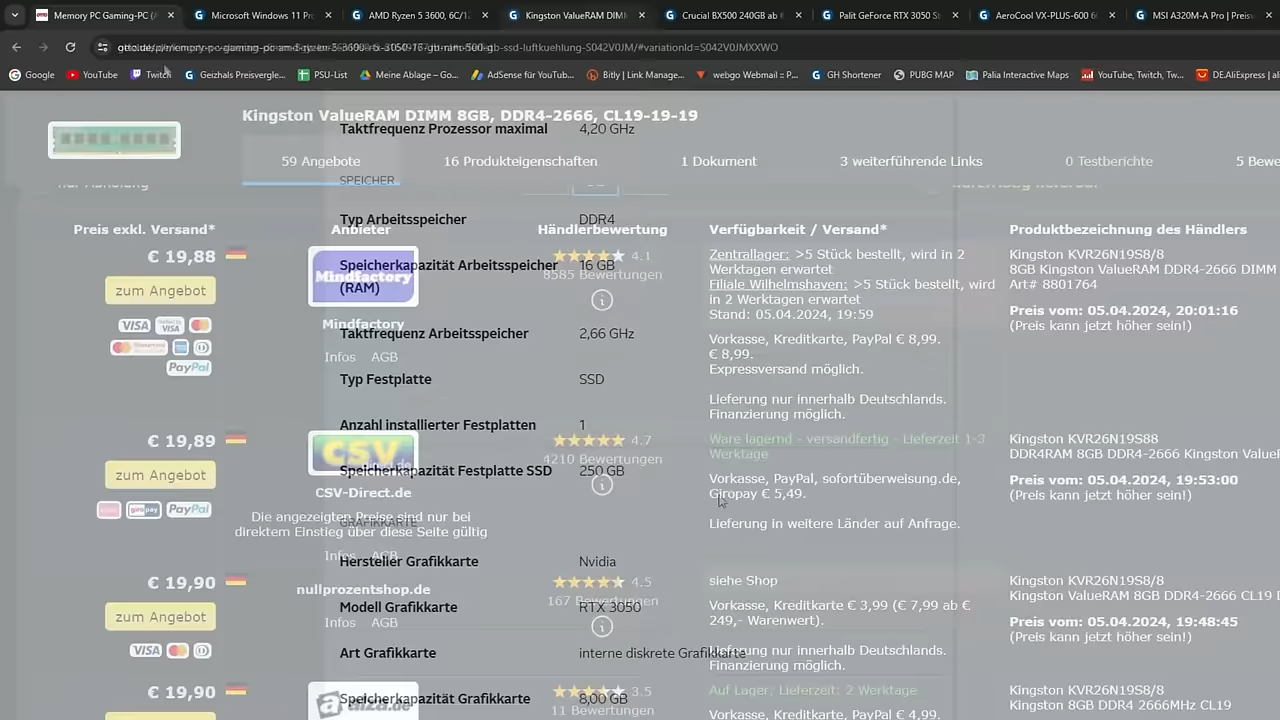 Memory PC Gaming-PC (A
Microsoft Windows 11 Pr
AMD Ryzen 5 3600, 6C/12
Kingston ValueRAM DIMM
Crucial BX500 240GB ab €
Palit GeForce RTX 3050 St
AeroCool VX-PLUS-600 60
MSI A320M-A Pro | Preisv
Google
YouTube
Twitch
Geizhals Preisvergle...
PSU-List
Meine Ablage – Go...
AdSense für YouTub...
Bitly | Link Manage...
webgo Webmail :: P...
GH Shortener
PUBG MAP
Palia Interactive Maps
YouTube, Twitch, Tw...
DE.AliExpress | al
Kingston ValueRAM DIMM 8GB, DDR4-2666, CL19-19-19
Taktfrequenz Prozessor maximal 4,20 GHz
59 Angebote
16 Produkteigenschaften
1 Dokument
3 weiterführende Links
0 Testberichte
5 Bewe
SPEICHER
Typ Arbeitsspeicher DDR4
Preis exkl. Versand*
Anbieter
Händlerbewertung
Verfügbarkeit / Versand*
Produktbezeichnung des Händlers
€ 19,88
zum Angebot
VISA
VISA
PayPal
Mindfactory
Mindfactory
Infos AGB
4.1
8585 Bewertungen
Speicherkapazität Arbeitsspeicher 16 GB
(RAM)
Taktfrequenz Arbeitsspeicher 2,66 GHz
Typ Festplatte SSD
Zentrallager: >5 Stück bestellt, wird in 2
Werktagen erwartet
Filiale Wilhelmshaven: >5 Stück bestellt, wird
in 2 Werktagen erwartet
Stand: 05.04.2024, 19:59
Vorkasse, Kreditkarte, PayPal € 8,99.
€ 8,99.
Expressversand möglich.
Lieferung nur innerhalb Deutschlands.
Finanzierung möglich.
Kingston KVR26N19S8/8
8GB Kingston ValueRAM DDR4-2666 DIMM
Art# 8801764
Preis vom: 05.04.2024, 20:01:16
(Preis kann jetzt höher sein!)
Anzahl installierter Festplatten 1
€ 19,89
zum Angebot
giropay
PayPal
CSV
CSV-Direct.de
Die angezeigten Preise sind nur bei
direktem Einstieg über diese Seite gültig
Infos AGB
4.7
4210 Bewertungen
Speicherkapazität Festplatte SSD 250 GB
GRAFIKKARTE
Ware lagernd - versandfertig - Lieferzeit 1-3
Werktage
Vorkasse, PayPal, sofortüberweisung.de,
Giropay € 5,49.
Lieferung in weitere Länder auf Anfrage.
Kingston KVR26N19S88
DDR4RAM 8GB DDR4-2666 Kingston ValueR
Preis vom: 05.04.2024, 19:53:00
(Preis kann jetzt höher sein!)
Hersteller Grafikkarte Nvidia
€ 19,90
zum Angebot
VISA
nullprozentshop.de
Infos AGB
4.5
167 Bewertungen
Modell Grafikkarte RTX 3050
Art Grafikkarte interne diskrete Grafikkarte
siehe Shop
Vorkasse, Kreditkarte € 3,99 (€ 7,99 ab €
249,- Warenwert).
Lieferung nur innerhalb Deutschlands.
Finanzierung möglich.
Kingston KVR26N19S8/8
Kingston ValueRAM 8GB DDR4-2666 CL19 D
Preis vom: 05.04.2024, 19:48:45
(Preis kann jetzt höher sein!)
€ 19,90
zum Angebot
Speicherkapazität Grafikkarte 8,00 GB
3.5
11 Bewertungen
Auf Lager, Lieferzeit: 2 Werktage
Vorkasse, PayPal € 4,99.
Kingston KVR26N19S8/8
Kingston 8GB DDR4 2666MHz CL19